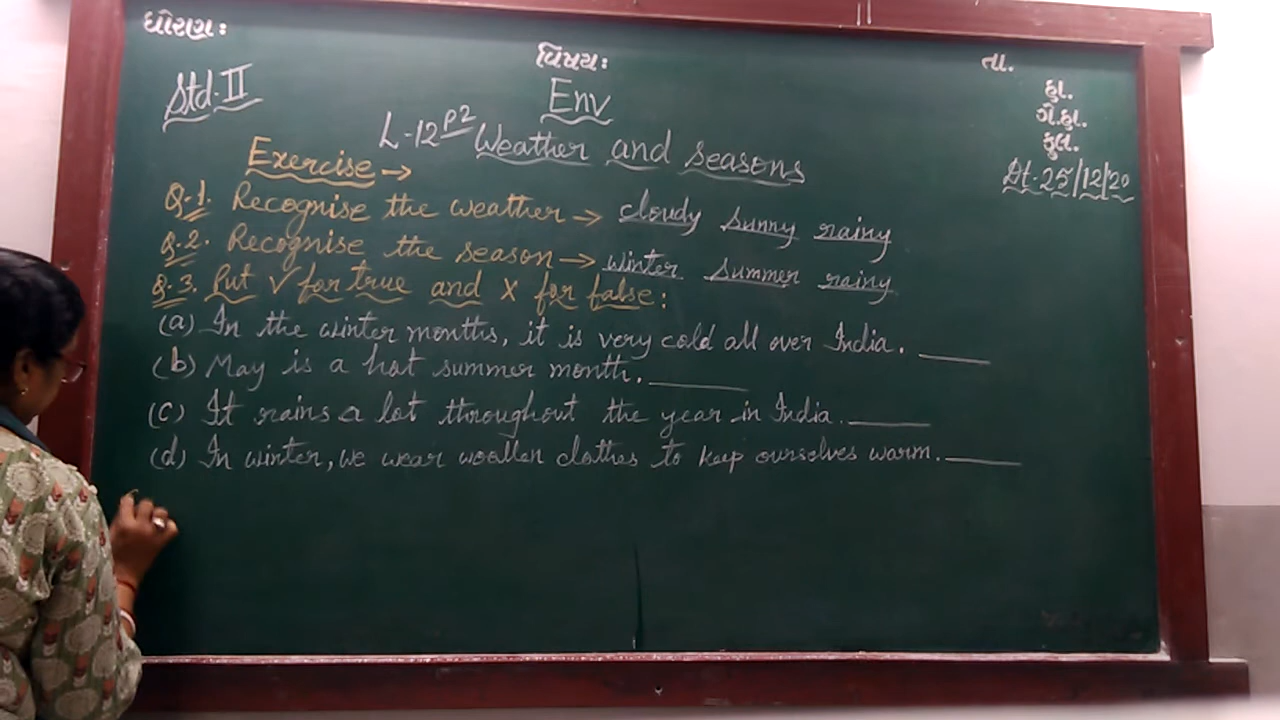 ધોરણ:
વિષય:
તા.
Std-II
Env
હા.
ગે.હા.
કુલ.
L-12 P2 Weather and seasons
Dt-25/12/20
Exercise →
Q-1. Recognise the weather → cloudy sunny rainy
Q-2. Recognise the season → winter summer rainy
Q-3. Put √ for true and x for false:
(a) In the winter months, it is very cold all over India. ____
(b) May is a hot summer month. ____
(c) It rains a lot throughout the year in India. ____
(d) In winter, we wear woollen clothes to keep ourselves warm. ____